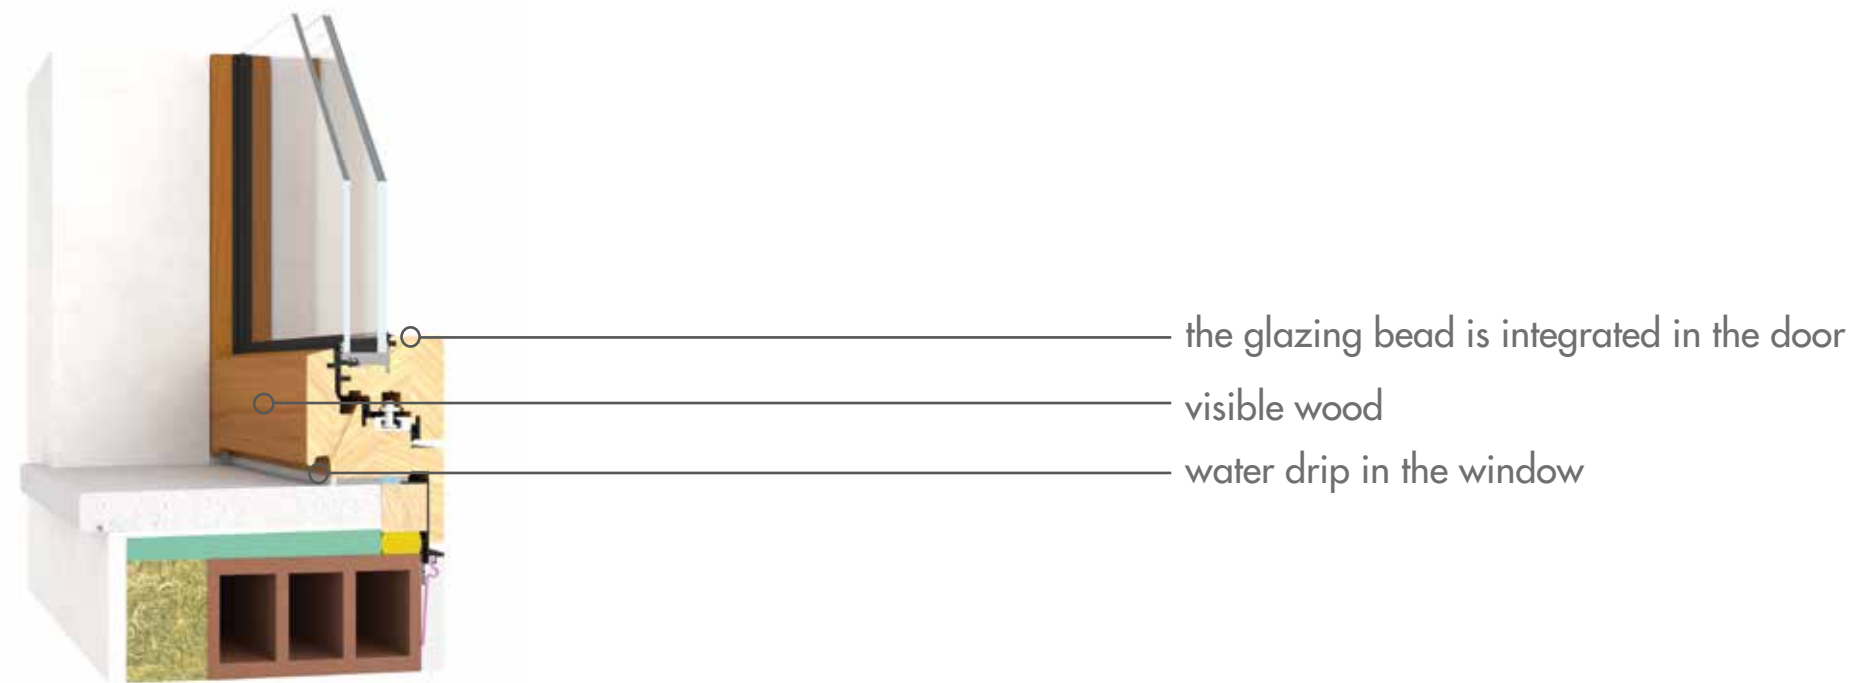 the glazing bead is integrated in the door
visible wood
water drip in the window